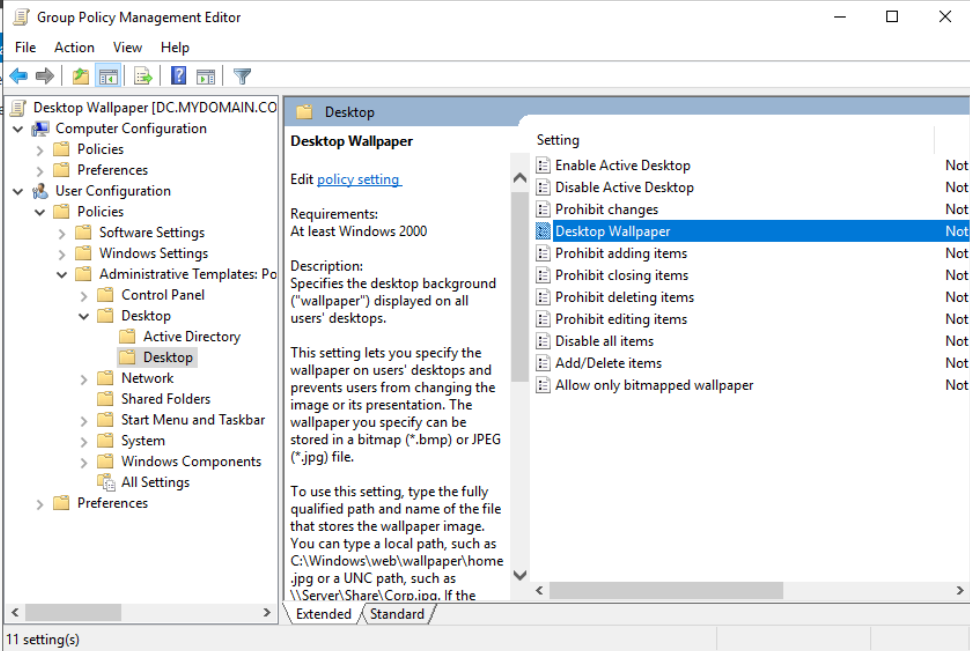 Group Policy Management Editor
File Action View Help
Desktop Wallpaper [DC.MYDOMAIN.CO
Computer Configuration
Policies
Preferences
User Configuration
Policies
Software Settings
Windows Settings
Administrative Templates: Po
Control Panel
Desktop
Active Directory
Desktop
Network
Shared Folders
Start Menu and Taskbar
System
Windows Components
All Settings
Preferences
Desktop
Desktop Wallpaper
Edit policy setting
Requirements:
At least Windows 2000
Description:
Specifies the desktop background
("wallpaper") displayed on all
users' desktops.
This setting lets you specify the
wallpaper on users' desktops and
prevents users from changing the
image or its presentation. The
wallpaper you specify can be
stored in a bitmap (*.bmp) or JPEG
(*.jpg) file.
To use this setting, type the fully
qualified path and name of the file
that stores the wallpaper image.
You can type a local path, such as
C:\Windows\web\wallpaper\home
.jpg or a UNC path, such as
\\Server\Share\Corp.jpg. If the
Setting
Enable Active Desktop Not
Disable Active Desktop Not
Prohibit changes Not
Desktop Wallpaper Not
Prohibit adding items Not
Prohibit closing items Not
Prohibit deleting items Not
Prohibit editing items Not
Disable all items Not
Add/Delete items Not
Allow only bitmapped wallpaper Not
Extended Standard
11 setting(s)